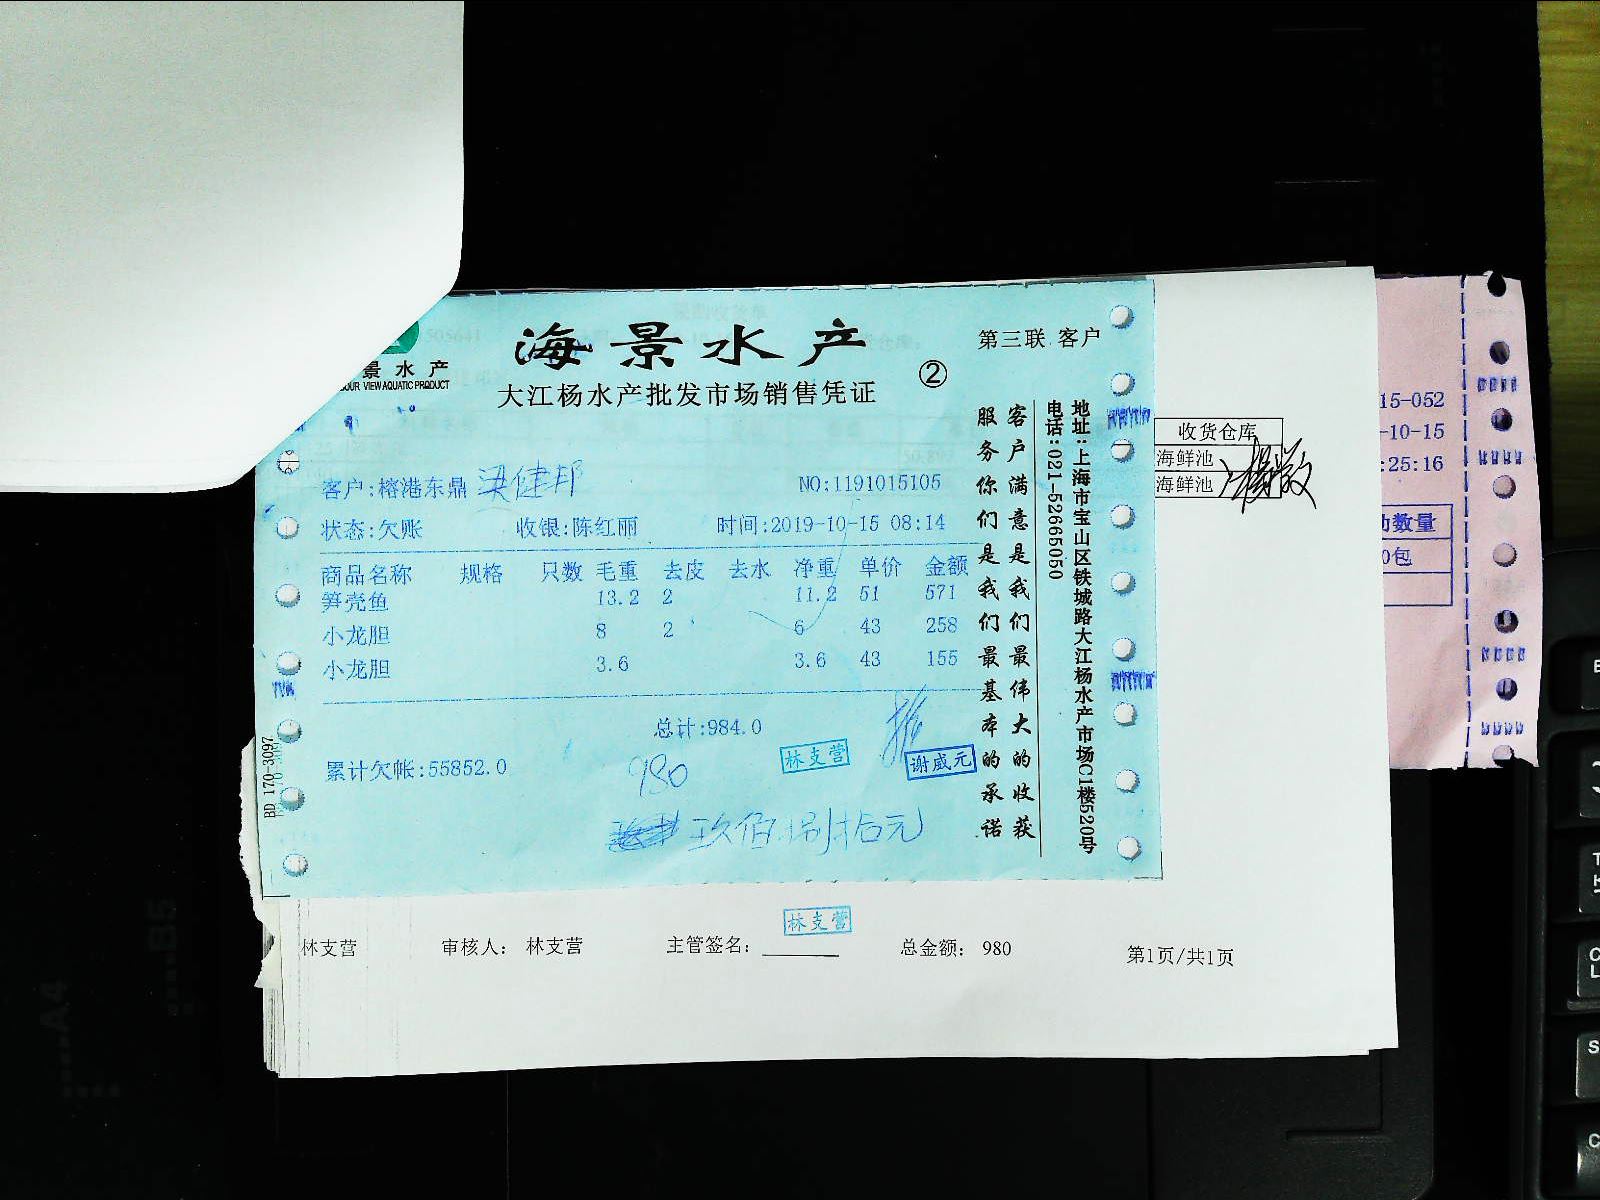 海景水产
第三联 客户
景水产
OUR VIEW AQUATIC PRODUCT
大江杨水产批发市场销售凭证
②
客户:榕港东鼎
NO:1191015105
状态:欠账 收银:陈红丽 时间:2019-10-15 08:14
商品名称 规格 只数 毛重 去皮 去水 净重 单价 金额
笋壳鱼 13.2 2 11.2 51 571
小龙胆 8 2 6 43 258
小龙胆 3.6 3.6 43 155
总计:984.0
累计欠帐:55852.0
980
林支营
谢威元
玖佰捌拾元
客户满意是我们最伟大的收获
服务你们是我们最基本的承诺
地址:上海市宝山区铁城路大江杨水产市场C1楼520号
电话:021-52665050
BD 170-3097
收货仓库
海鲜池
海鲜池
15-052
-10-15
:25:16
数量
0包
林支营
林支营 审核人: 林支营 主管签名: 总金额: 980 第1页/共1页
A4
B5